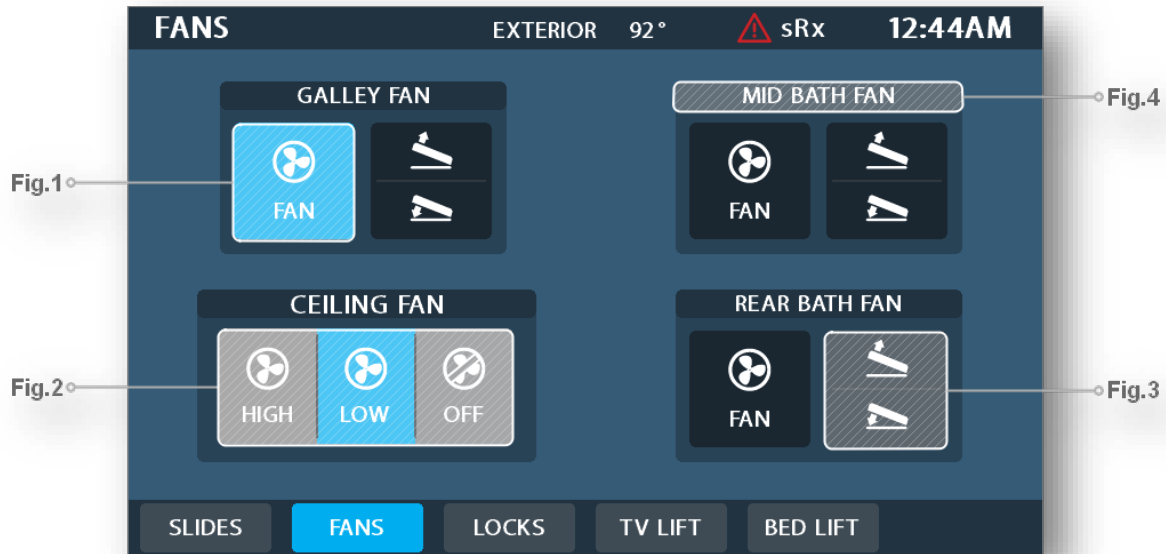 FANS EXTERIOR 92° sRx 12:44AM
GALLEY FAN
MID BATH FAN
Fig.4
Fig.1
FAN
FAN
CEILING FAN
REAR BATH FAN
Fig.2
HIGH LOW OFF
FAN
Fig.3
SLIDES FANS LOCKS TV LIFT BED LIFT